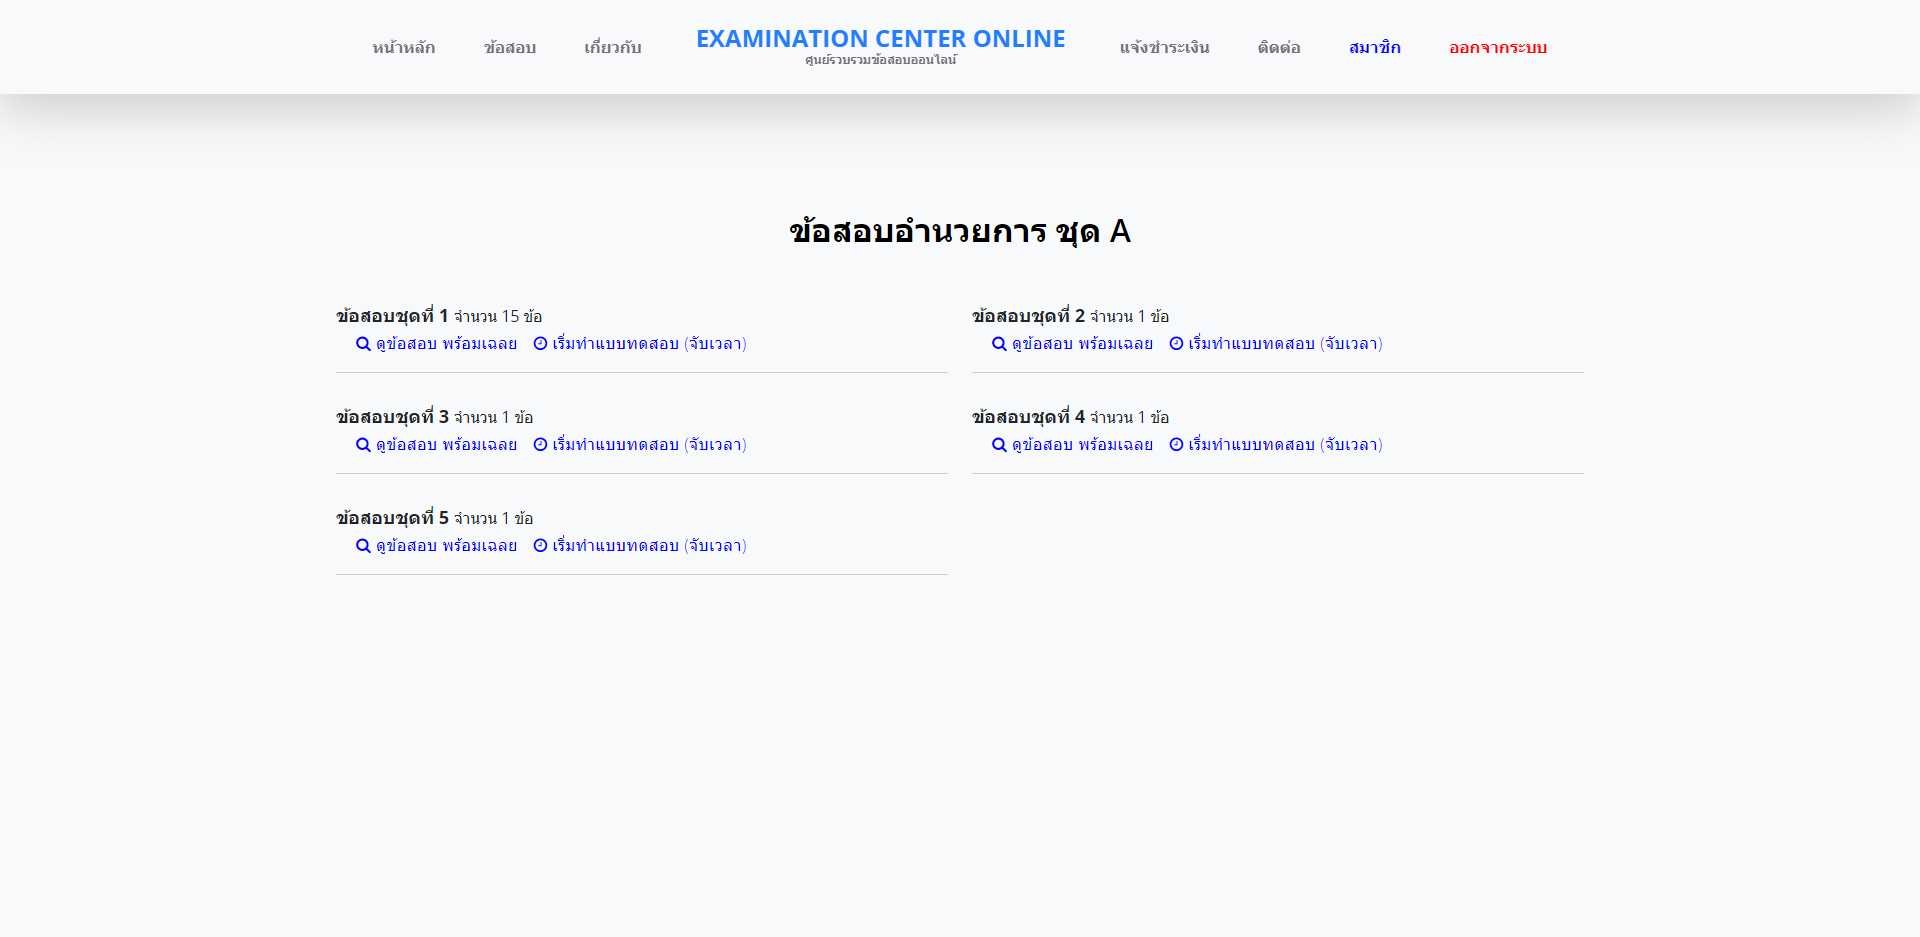 หน้าหลัก ข้อสอบ เกี่ยวกับ EXAMINATION CENTER ONLINE แจ้งชำระเงิน ติดต่อ สมาชิก ออกจากระบบ
ศูนย์รวบรวมข้อสอบออนไลน์
ข้อสอบอำนวยการ ชุด A
ข้อสอบชุดที่ 1 จำนวน 15 ข้อ
ดูข้อสอบ พร้อมเฉลย เริ่มทำแบบทดสอบ (จับเวลา)
ข้อสอบชุดที่ 2 จำนวน 1 ข้อ
ดูข้อสอบ พร้อมเฉลย เริ่มทำแบบทดสอบ (จับเวลา)
ข้อสอบชุดที่ 3 จำนวน 1 ข้อ
ดูข้อสอบ พร้อมเฉลย เริ่มทำแบบทดสอบ (จับเวลา)
ข้อสอบชุดที่ 4 จำนวน 1 ข้อ
ดูข้อสอบ พร้อมเฉลย เริ่มทำแบบทดสอบ (จับเวลา)
ข้อสอบชุดที่ 5 จำนวน 1 ข้อ
ดูข้อสอบ พร้อมเฉลย เริ่มทำแบบทดสอบ (จับเวลา)